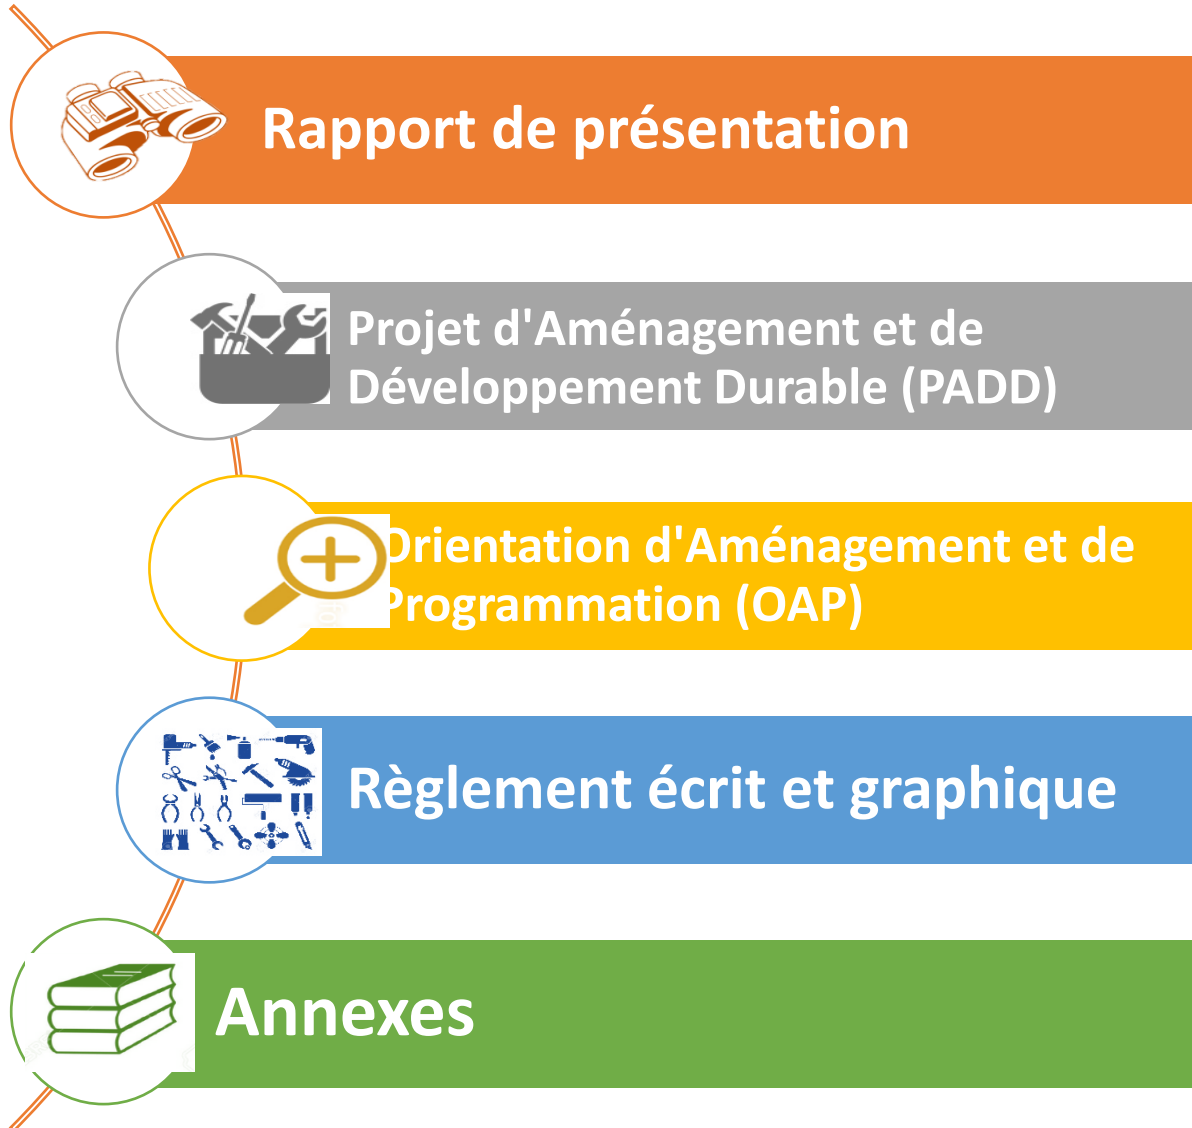 Rapport de présentation
Projet d'Aménagement et de
Développement Durable (PADD)
Orientation d'Aménagement et de
Programmation (OAP)
Règlement écrit et graphique
Annexes